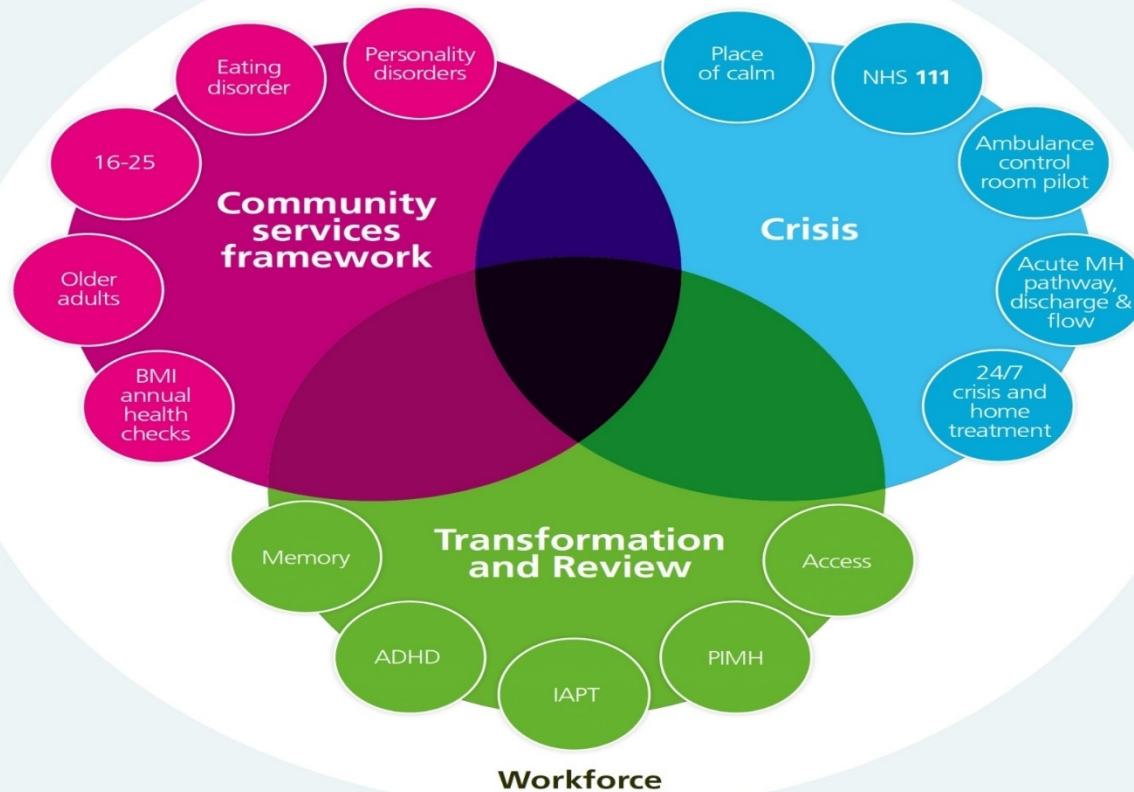 Personality
disorders
Eating
disorder
16-25
Older
adults
BMI
annual
health
checks
Community
services
framework
Place
of calm
NHS 111
Ambulance
control
room pilot
Acute MH
pathway,
discharge &
flow
24/7
crisis and
home
treatment
Crisis
Transformation
and Review
Memory
ADHD
IAPT
PIMH
Access
Workforce